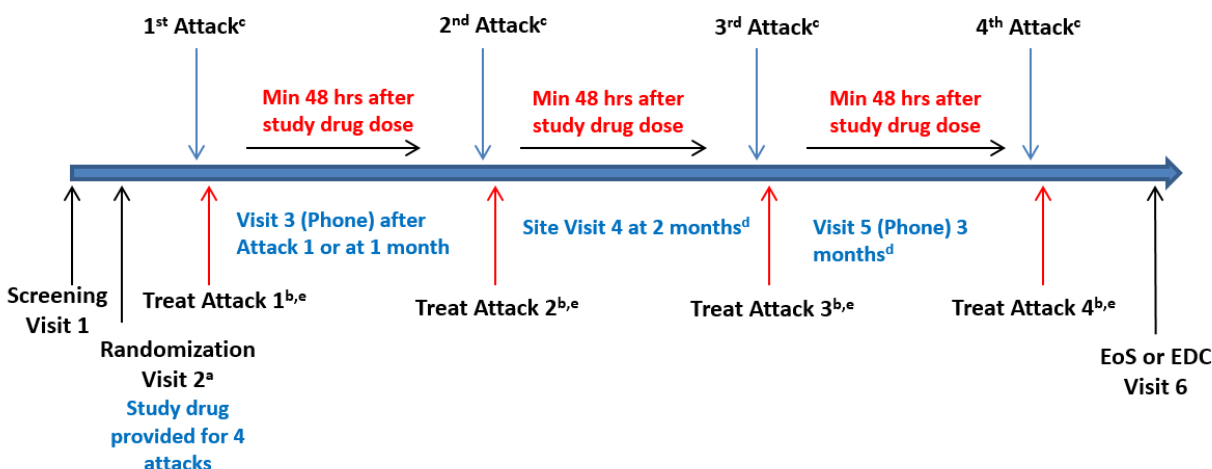 1st Attackc
2nd Attackc
3rd Attackc
4th Attackc
Min 48 hrs after
study drug dose
Min 48 hrs after
study drug dose
Min 48 hrs after
study drug dose
Visit 3 (Phone) after
Attack 1 or at 1 month
Site Visit 4 at 2 monthsd
Visit 5 (Phone) 3
monthsd
Screening
Visit 1
Treat Attack 1b,e
Treat Attack 2b,e
Treat Attack 3b,e
Treat Attack 4b,e
Randomization
Visit 2a
Study drug
provided for 4
attacks
EoS or EDC
Visit 6